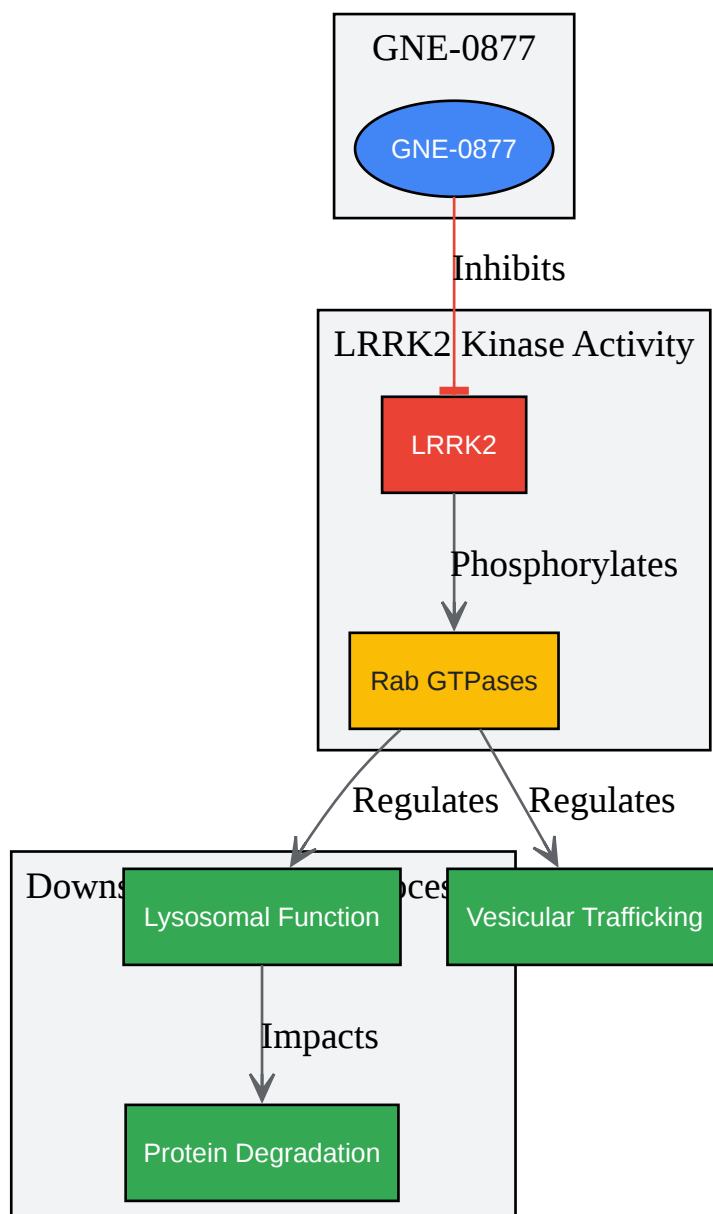 GNE-0877
GNE-0877
Inhibits
LRRK2 Kinase Activity
LRRK2
Phosphorylates
Rab GTPases
Regulates Regulates
Lysosomal Function Vesicular Trafficking
Impacts
Protein Degradation